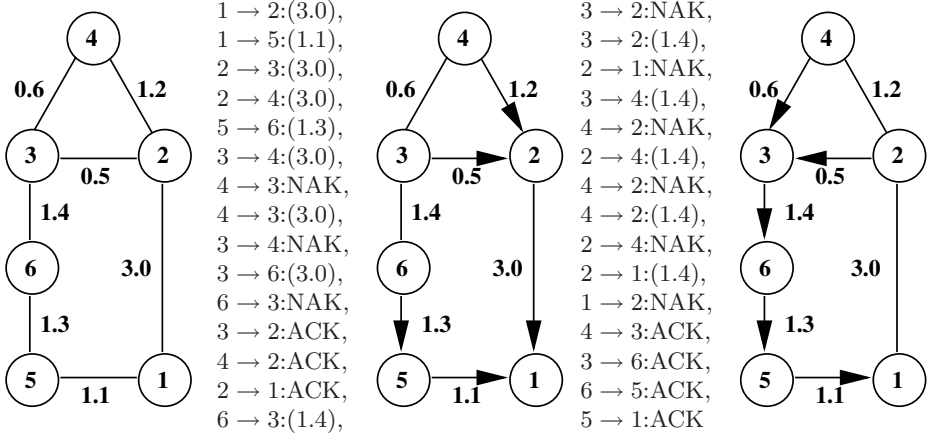 4
0.6
1.2
3
2
0.5
1.4
6
3.0
1.3
5
1
1.1
1 → 2:(3.0),
1 → 5:(1.1),
2 → 3:(3.0),
2 → 4:(3.0),
5 → 6:(1.3),
3 → 4:(3.0),
4 → 3:NAK,
4 → 3:(3.0),
3 → 4:NAK,
3 → 6:(3.0),
6 → 3:NAK,
3 → 2:ACK,
4 → 2:ACK,
2 → 1:ACK,
6 → 3:(1.4),
4
0.6
1.2
3
2
0.5
1.4
6
3.0
1.3
5
1
1.1
3 → 2:NAK,
3 → 2:(1.4),
2 → 1:NAK,
3 → 4:(1.4),
4 → 2:NAK,
2 → 4:(1.4),
4 → 2:NAK,
4 → 2:(1.4),
2 → 4:NAK,
2 → 1:(1.4),
1 → 2:NAK,
4 → 3:ACK,
3 → 6:ACK,
6 → 5:ACK,
5 → 1:ACK
4
0.6
1.2
3
2
0.5
1.4
6
3.0
1.3
5
1
1.1